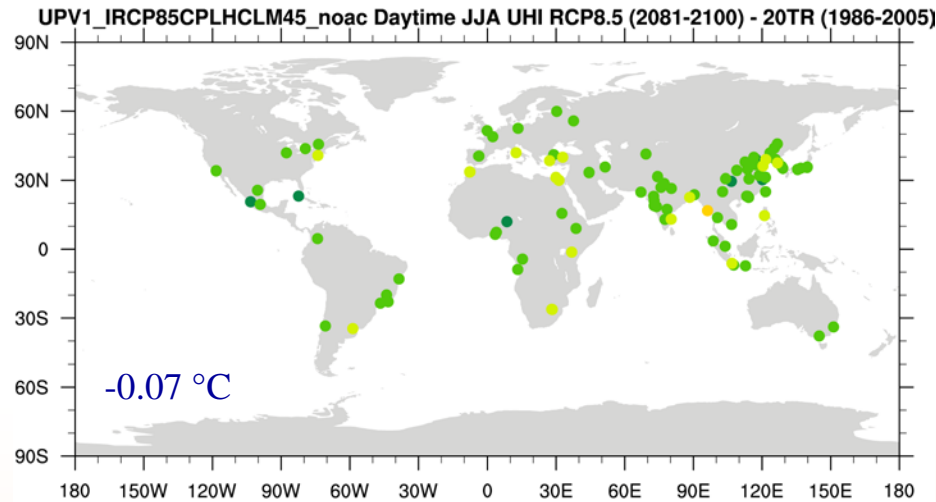 UPV1_IRCP85CPLHCLM45_noac Daytime JJA UHI RCP8.5 (2081-2100) - 20TR (1986-2005)
90N
60N
30N
0
30S
60S
90S
-0.07 °C
180 150W 120W 90W 60W 30W 0 30E 60E 90E 120E 150E 180